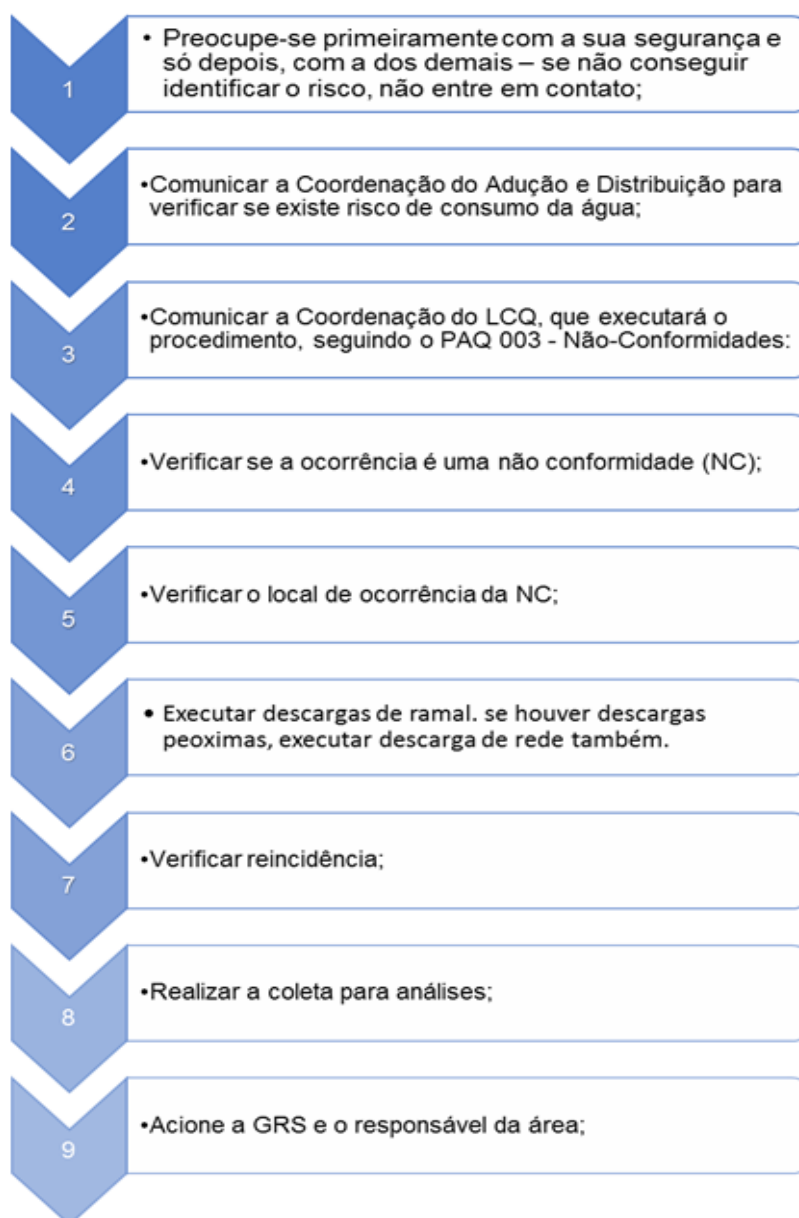 1
• Preocupe-se primeiramente com a sua segurança e
só depois, com a dos demais – se não conseguir
identificar o risco, não entre em contato;
2
•Comunicar a Coordenação do Adução e Distribuição para
verificar se existe risco de consumo da água;
3
•Comunicar a Coordenação do LCQ, que executará o
procedimento, seguindo o PAQ 003 - Não-Conformidades:
4
•Verificar se a ocorrência é uma não conformidade (NC);
5
•Verificar o local de ocorrência da NC;
6
• Executar descargas de ramal. se houver descargas
peoximas, executar descarga de rede também.
7
•Verificar reincidência;
8
•Realizar a coleta para análises;
9
•Acione a GRS e o responsável da área;